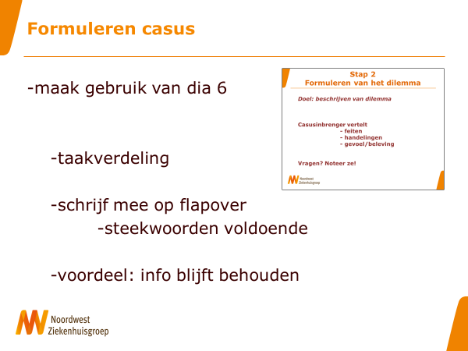 Formuleren casus
-maak gebruik van dia 6
Stap 2
Formuleren van het dilemma
Doel: beschrijven van dilemma
Casusinbrenger vertelt
- feiten
- handelingen
- gevoel/beleving
Vragen? Noteer ze!
Noordwest
Ziekenhuisgroep
-taakverdeling
-schrijf mee op flapover
-steekwoorden voldoende
-voordeel: info blijft behouden
Noordwest
Ziekenhuisgroep